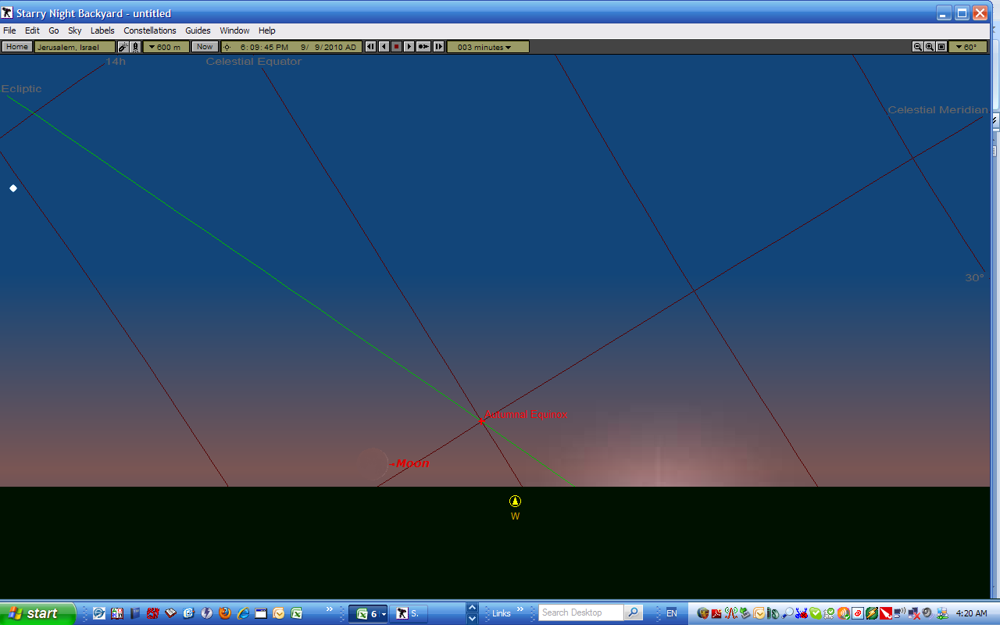 Starry Night Backyard - untitled
File Edit Go Sky Labels Constellations Guides Window Help
Home Jerusalem, Israel 600 m Now 6:09:45 PM 9/ 9/2010 AD 003 minutes 60°
14h Celestial Equator
Ecliptic
Celestial Meridian
30°
Autumnal Equinox
Moon
W
start 6 S. Links Search Desktop EN 4:20 AM